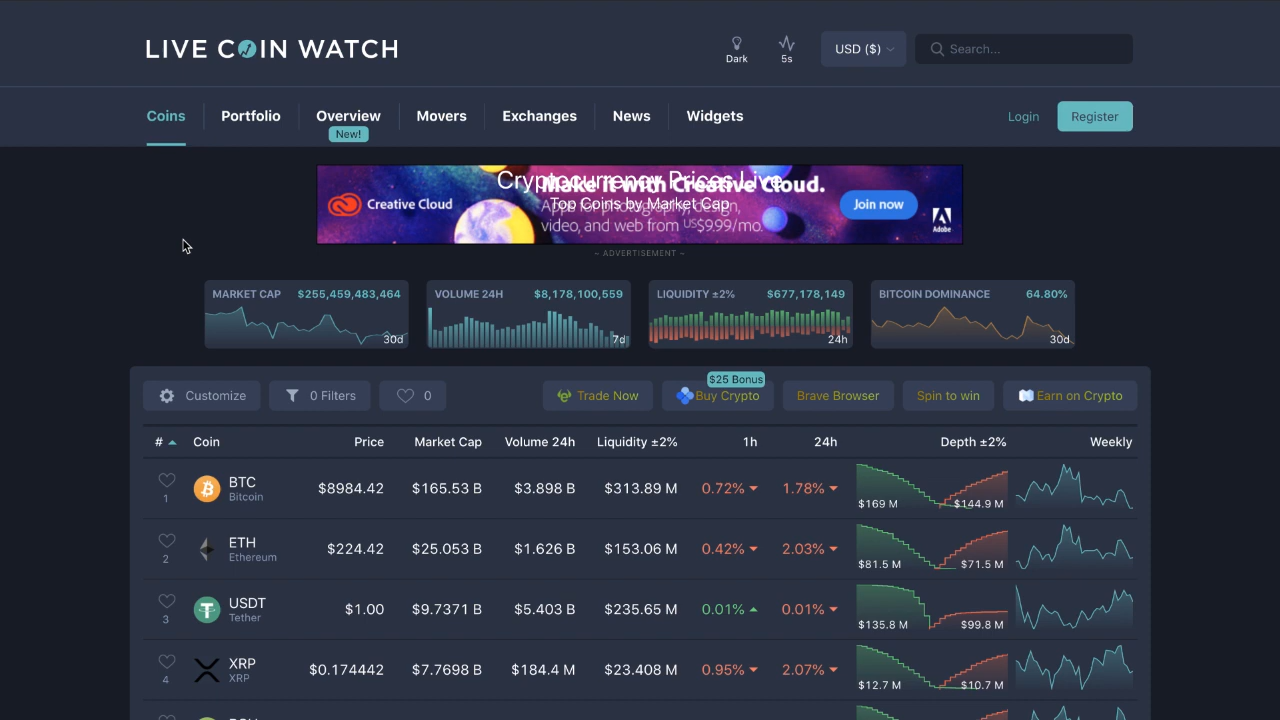 LIVE COIN WATCH
Dark
5s
USD ($)
Search...
Coins
Portfolio
Overview
New!
Movers
Exchanges
News
Widgets
Login
Register
Cryptocurrency Prices Live
Top Coins by Market Cap
Creative Cloud
Make it with Creative Cloud.
Apps for photography, design,
video, and web from US$9.99/mo.
Join now
Adobe
~ ADVERTISEMENT ~
MARKET CAP $255,459,483,464
30d
VOLUME 24H $8,178,100,559
7d
LIQUIDITY ±2% $677,178,149
24h
BITCOIN DOMINANCE 64.80%
30d
Customize
0 Filters
0
Trade Now
$25 Bonus
Buy Crypto
Brave Browser
Spin to win
Earn on Crypto
# Coin Price Market Cap Volume 24h Liquidity ±2% 1h 24h Depth ±2% Weekly
1 BTC Bitcoin $8984.42 $165.53 B $3.898 B $313.89 M 0.72% 1.78% $169 M $144.9 M
2 ETH Ethereum $224.42 $25.053 B $1.626 B $153.06 M 0.42% 2.03% $81.5 M $71.5 M
3 USDT Tether $1.00 $9.7371 B $5.403 B $235.65 M 0.01% 0.01% $135.8 M $99.8 M
4 XRP XRP $0.174442 $7.7698 B $184.4 M $23.408 M 0.95% 2.07% $12.7 M $10.7 M